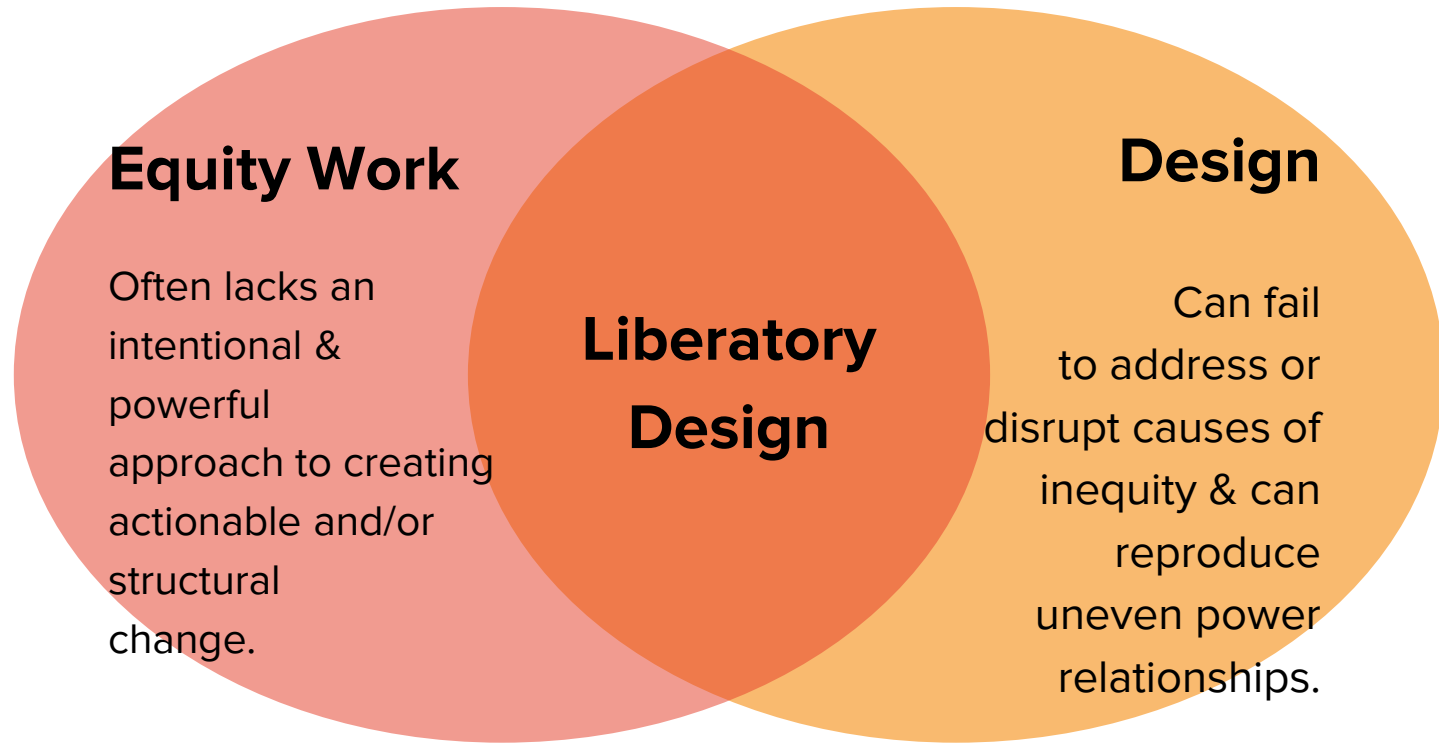 Equity Work
Often lacks an
intentional &
powerful
approach to creating
actionable and/or
structural
change.
Liberatory
Design
Design
Can fail
to address or
disrupt causes of
inequity & can
reproduce
uneven power
relationships.